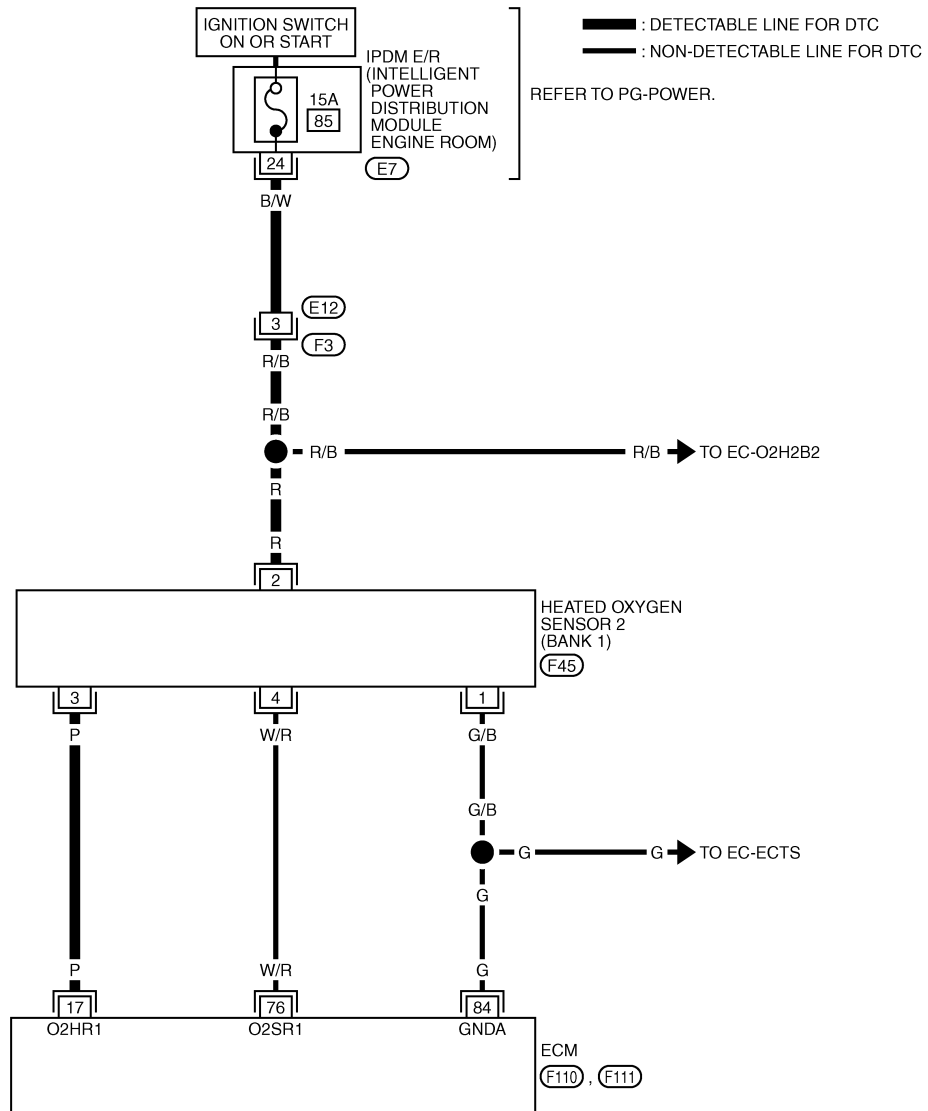 IGNITION SWITCH
ON OR START
: DETECTABLE LINE FOR DTC
: NON-DETECTABLE LINE FOR DTC
IPDM E/R
(INTELLIGENT
POWER
DISTRIBUTION
MODULE
ENGINE ROOM)
15A
85
REFER TO PG-POWER.
24
E7
B/W
E12
3
F3
R/B
R/B
R/B
R/B
TO EC-O2H2B2
R
R
2
HEATED OXYGEN
SENSOR 2
(BANK 1)
F45
3
4
1
P
W/R
G/B
G/B
G
G
TO EC-ECTS
G
P
W/R
G
17
76
84
O2HR1
O2SR1
GNDA
ECM
F110 , F111